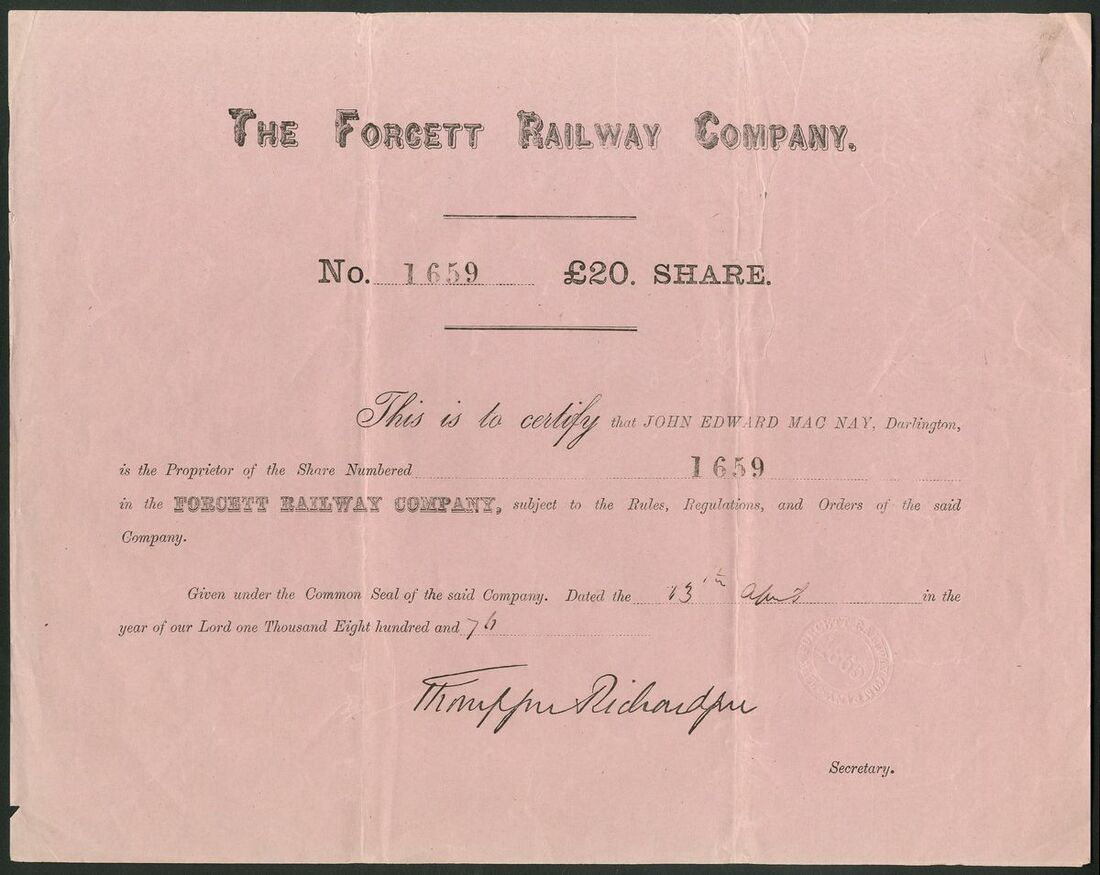 THE FORCETT RAILWAY COMPANY.
No. 1659 £20. SHARE.
This is to certify that JOHN EDWARD MAC NAY, Darlington,
is the Proprietor of the Share Numbered 1659
in the FORCETT RAILWAY COMPANY, subject to the Rules, Regulations, and Orders of the said
Company.
Given under the Common Seal of the said Company. Dated the 13th April in the
year of our Lord one Thousand Eight hundred and 76
Thompson Richardson
Secretary.